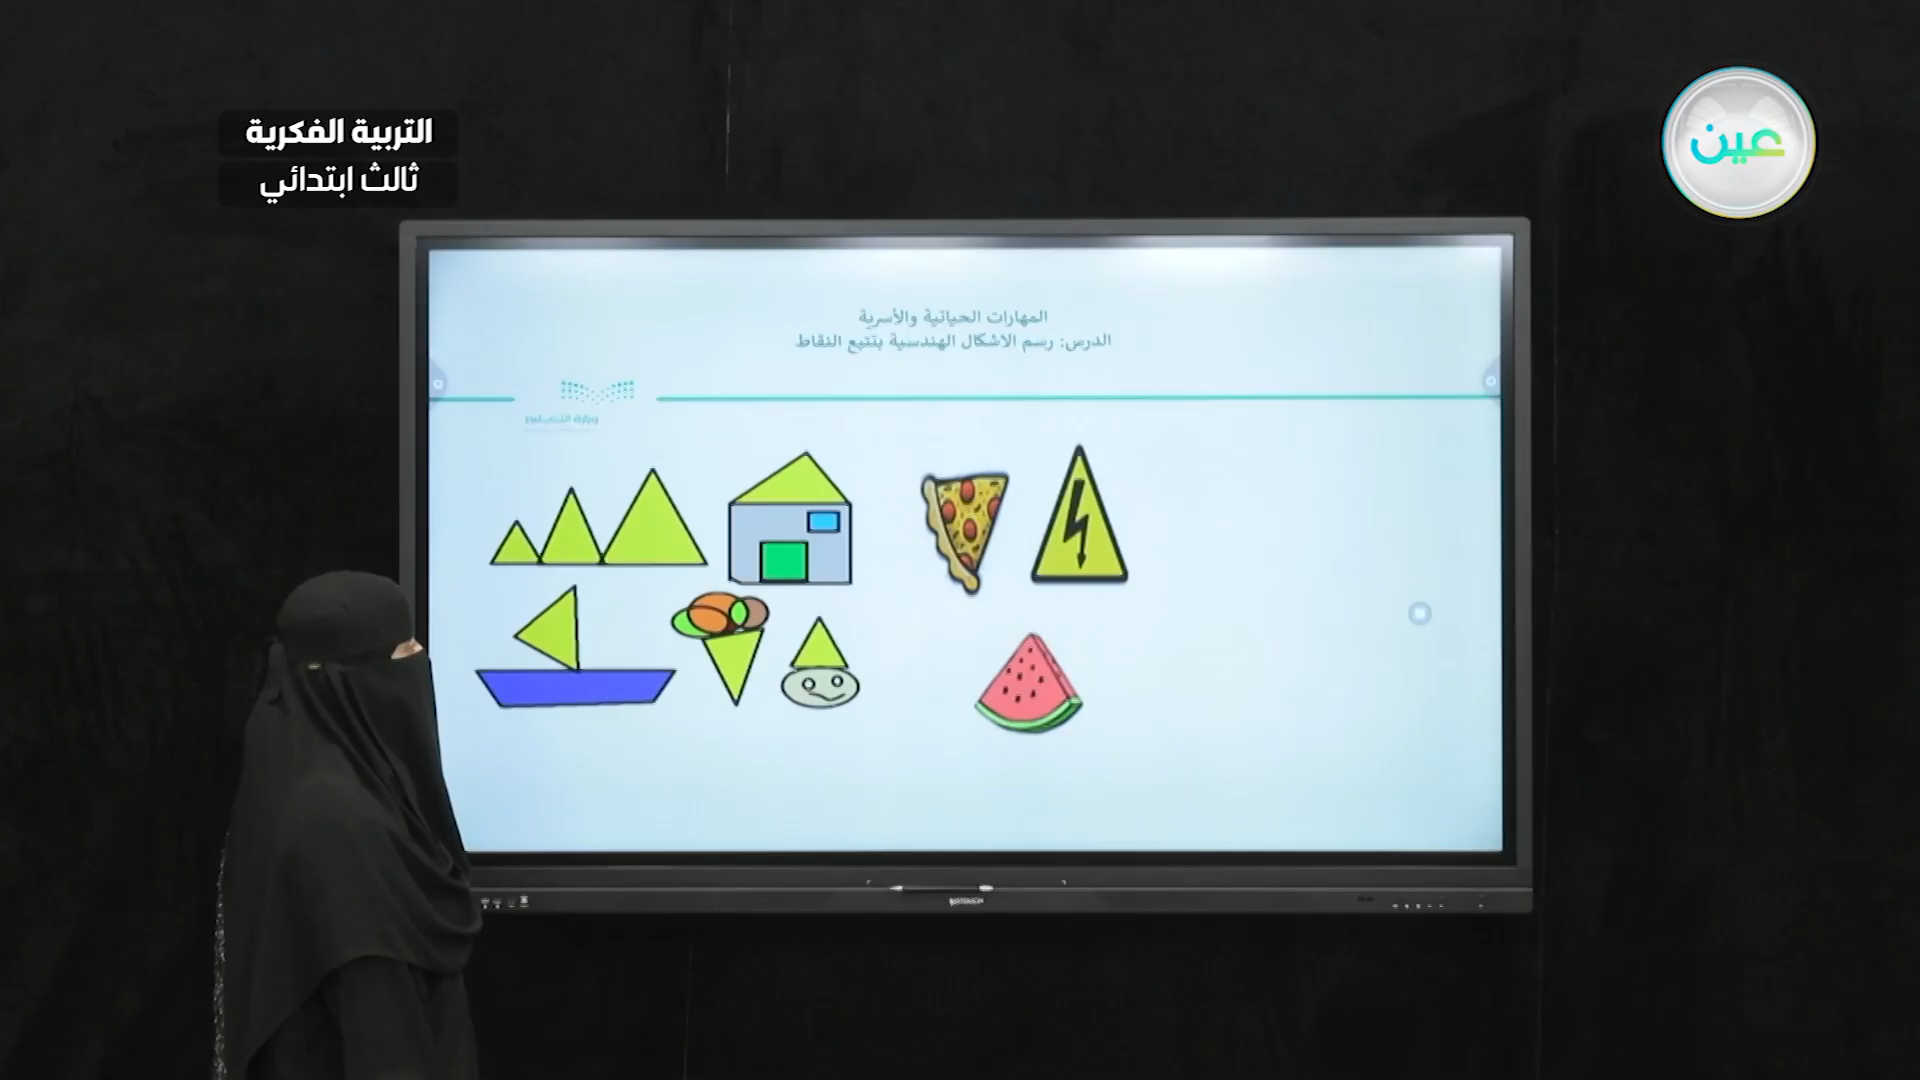 التربية الفكرية
ثالث ابتدائي
عين
المهارات الحياتية والأسرية
الدرس: رسم الاشكال الهندسية بتتبع النقاط
وزارة التعليم